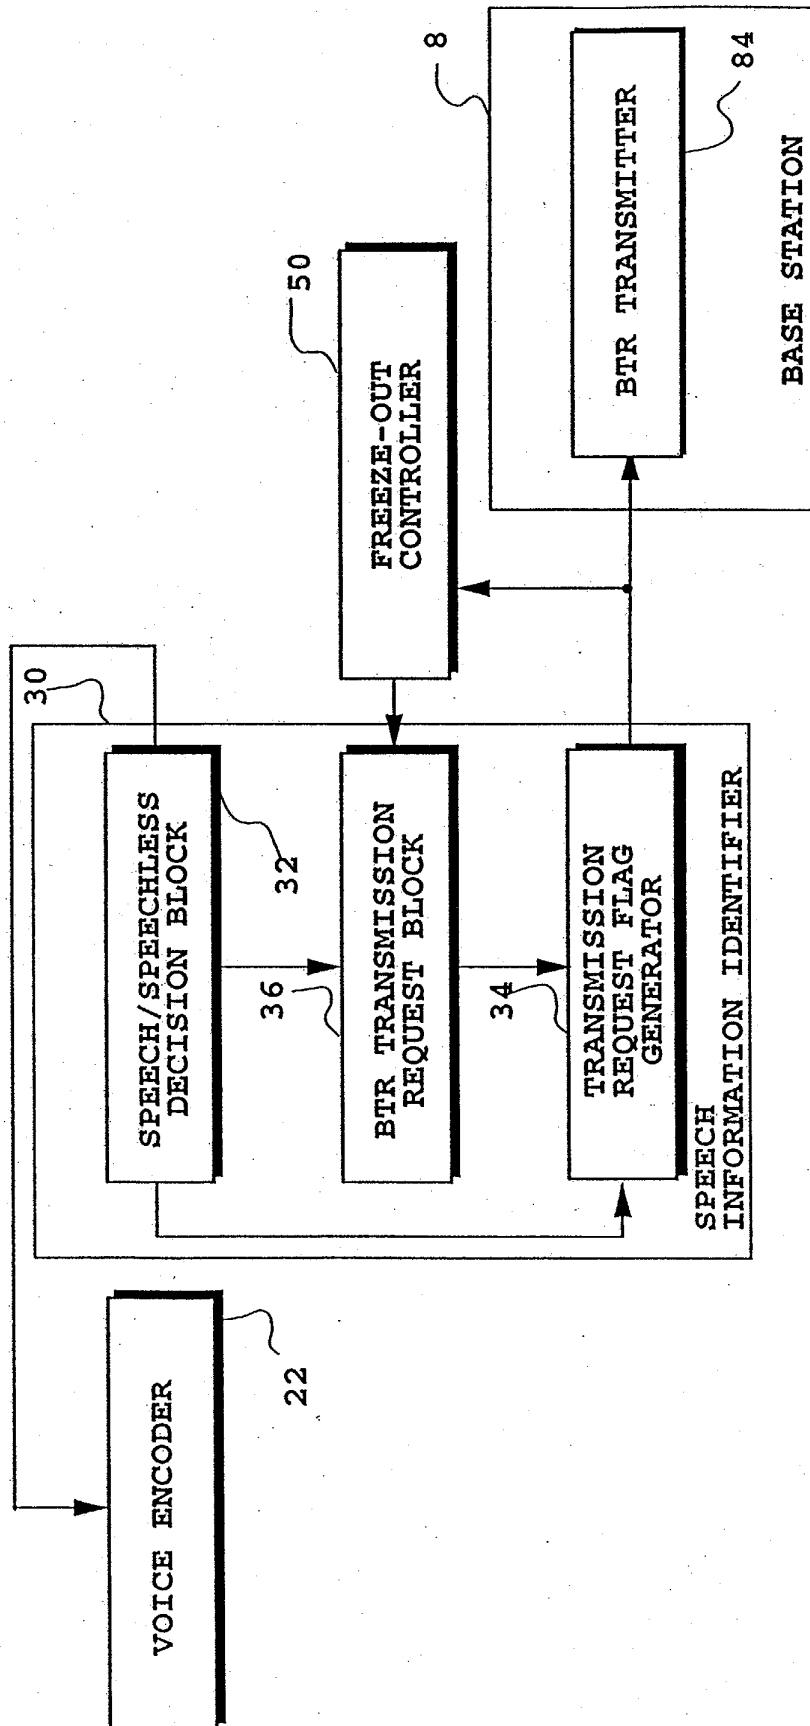 VOICE ENCODER
22
30
SPEECH/SPEECHLESS
DECISION BLOCK
32
36
BTR TRANSMISSION
REQUEST BLOCK
34
TRANSMISSION
REQUEST FLAG
GENERATOR
SPEECH
INFORMATION IDENTIFIER
50
FREEZE-OUT
CONTROLLER
8
BTR TRANSMITTER
84
BASE STATION